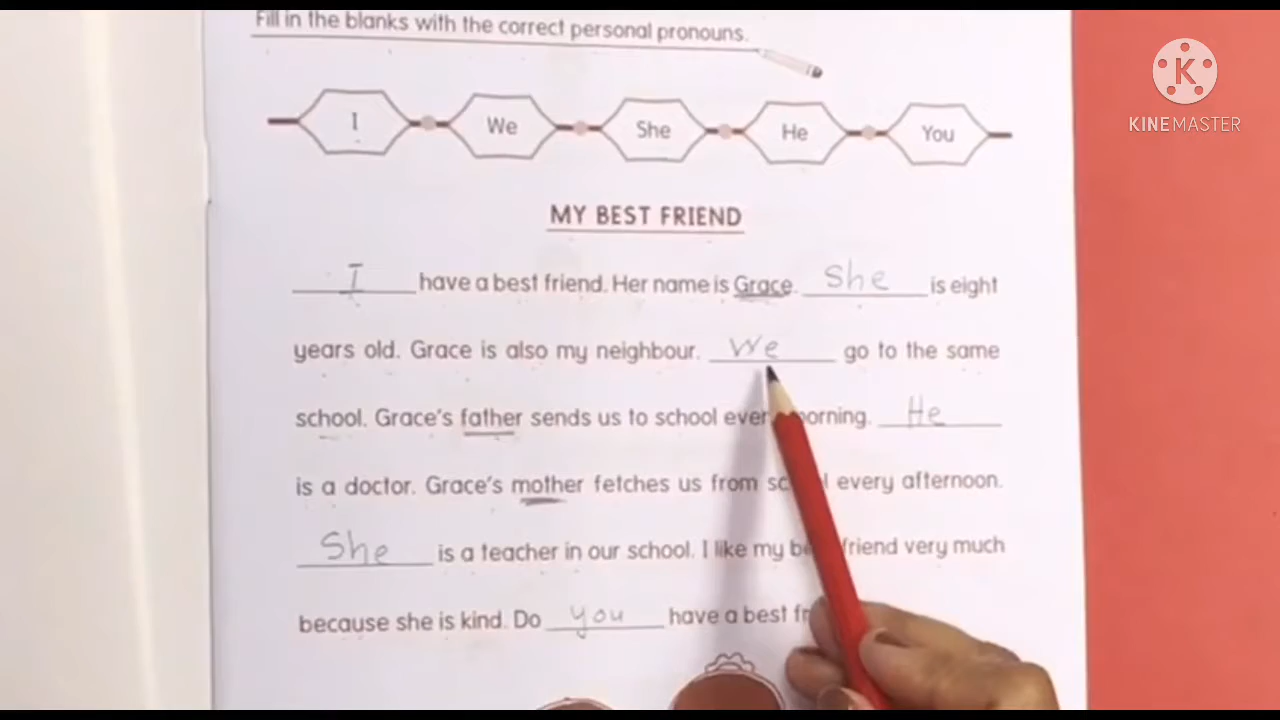 Fill in the blanks with the correct personal pronouns.
I We She He You
MY BEST FRIEND
I have a best friend. Her name is Grace. She is eight
years old. Grace is also my neighbour. We go to the same
school. Grace's father sends us to school morning. He
is a doctor. Grace's mother fetches us from every afternoon.
She is a teacher in our school. I like my friend very much
because she is kind. Do you have a best
KINEMASTER